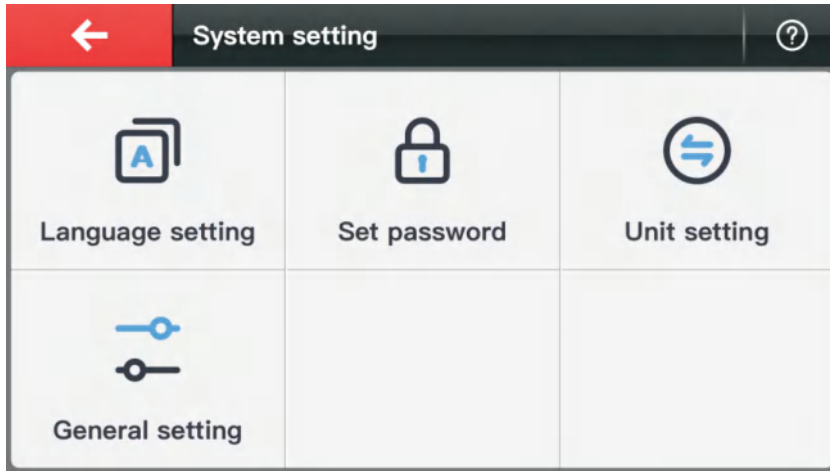 System setting
?
A
Language setting
Set password
Unit setting
General setting